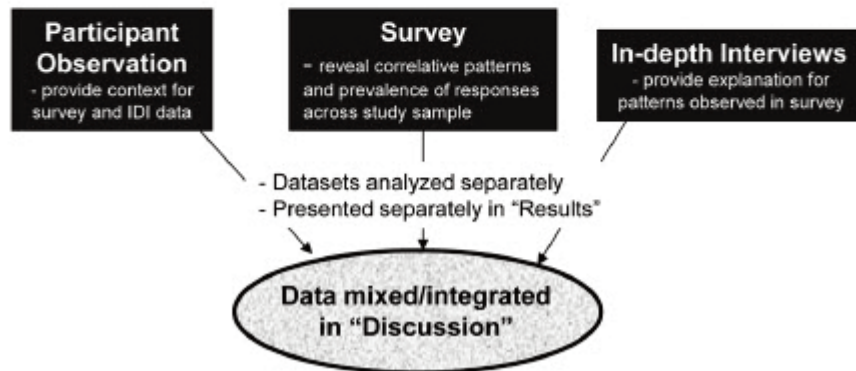 Participant
Observation
- provide context for
survey and IDI data
Survey
– reveal correlative patterns
and prevalence of responses
across study sample
In-depth Interviews
- provide explanation for
patterns observed in survey
- Datasets analyzed separately
- Presented separately in “Results”
Data mixed/integrated
in “Discussion”